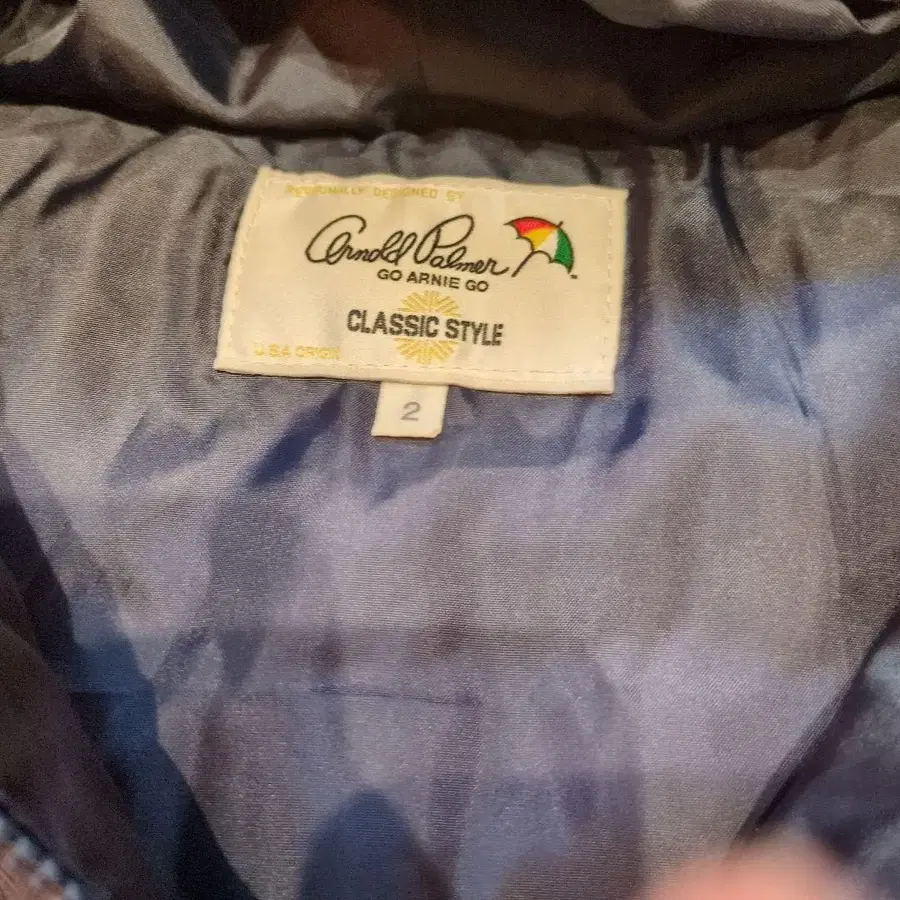 PERSONALLY DESIGNED BY
Arnold Palmer
GO ARNIE GO
CLASSIC STYLE
U.S.A ORIGIN
2